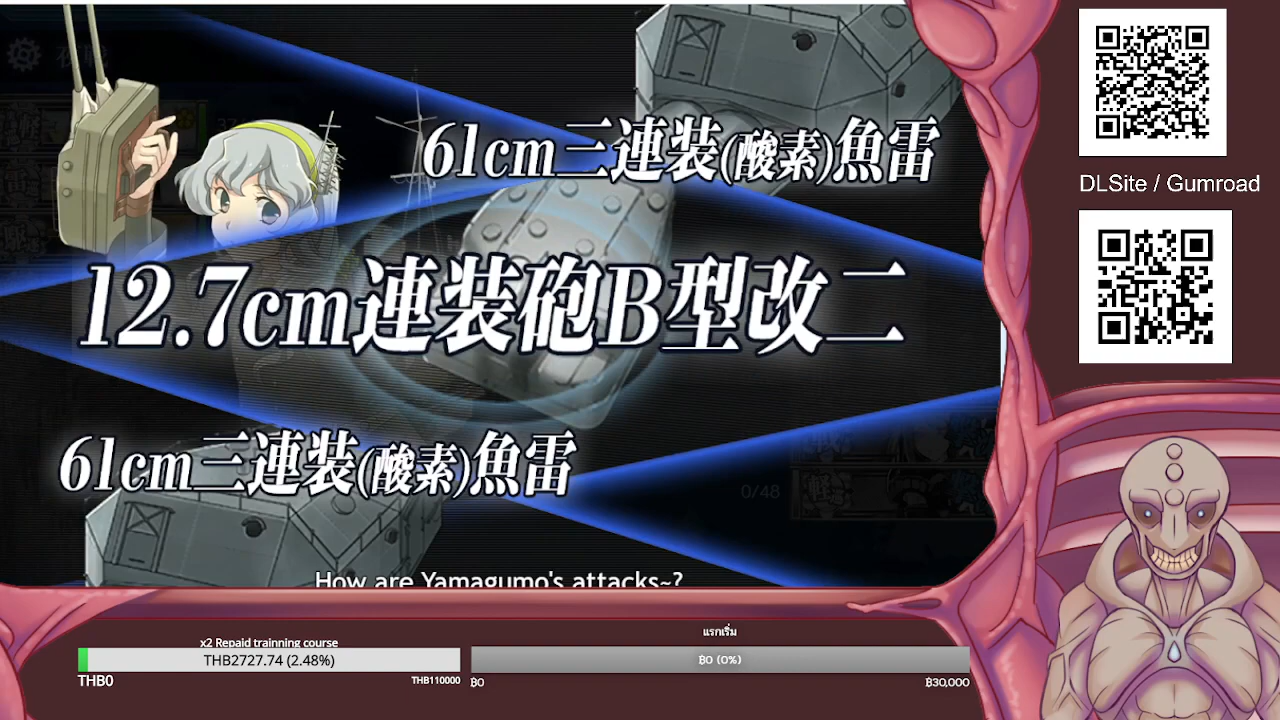 61cm三連装(酸素)魚雷
12.7cm連装砲B型改二
61cm三連装(酸素)魚雷
0/48
How are Yamagumo's attacks~?
DLSite / Gumroad
x2 Repaid trainning course
THB2727.74 (2.48%)
THB0
THB110000
แรกเริ่ม
฿0 (0%)
฿0
฿30,000